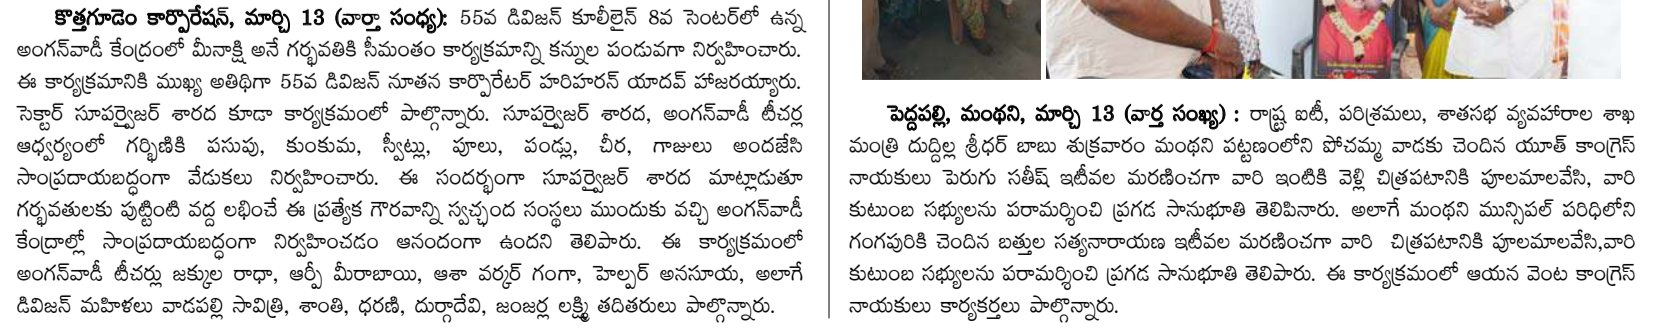 కొత్తగూడెం కార్పొరేషన్, మార్చి 13 (వార్తా సంధ్య): 55వ డివిజన్ కూలీలైన్ 8వ సెంటర్‌లో ఉన్న
అంగన్‌వాడీ కేంద్రంలో మీనాక్షి అనే గర్భవతికి సీమంతం కార్యక్రమాన్ని కన్నుల పండువగా నిర్వహించారు.
ఈ కార్యక్రమానికి ముఖ్య అతిథిగా 55వ డివిజన్ నూతన కార్పొరేటర్ హరిహరన్ యాదవ్ హాజరయ్యారు.
సెక్టార్ సూపర్వైజర్ శారద కూడా కార్యక్రమంలో పాల్గొన్నారు. సూపర్వైజర్ శారద, అంగన్‌వాడీ టీచర్ల
ఆధ్వర్యంలో గర్భిణికి పసుపు, కుంకుమ, స్వీట్లు, పూలు, పండ్లు, చీర, గాజులు అందజేసి
సాంప్రదాయబద్ధంగా వేడుకలు నిర్వహించారు. ఈ సందర్భంగా సూపర్వైజర్ శారద మాట్లాడుతూ
గర్భవతులకు పుట్టింటి వద్ద లభించే ఈ ప్రత్యేక గౌరవాన్ని స్వచ్ఛంద సంస్థలు ముందుకు వచ్చి అంగన్‌వాడీ
కేంద్రాల్లో సాంప్రదాయబద్ధంగా నిర్వహించడం ఆనందంగా ఉందని తెలిపారు. ఈ కార్యక్రమంలో
అంగన్‌వాడీ టీచర్లు జక్కుల రాధా, ఆర్పీ మీరాబాయి, ఆశా వర్కర్ గంగా, హెల్పర్ అనసూయ, అలాగే
డివిజన్ మహిళలు వాడపల్లి సావిత్రి, శాంతి, ధరణి, దుర్గాదేవి, జంజర్ల లక్ష్మి తదితరులు పాల్గొన్నారు.
పెద్దపల్లి, మంథని, మార్చి 13 (వార్త సంఖ్య) : రాష్ట్ర ఐటీ, పరిశ్రమలు, శాతసభ వ్యవహారాల శాఖ
మంత్రి దుద్దిల్ల శ్రీధర్ బాబు శుక్రవారం మంథని పట్టణంలోని పోచమ్మ వాడకు చెందిన యూత్ కాంగ్రెస్
నాయకులు పెరుగు సతీష్ ఇటీవల మరణించగా వారి ఇంటికి వెళ్లి చిత్రపటానికి పూలమాలవేసి, వారి
కుటుంబ సభ్యులను పరామర్శించి ప్రగడ సానుభూతి తెలిపినారు. అలాగే మంథని మున్సిపల్ పరిధిలోని
గంగపురికి చెందిన బత్తుల సత్యనారాయణ ఇటీవల మరణించగా వారి చిత్రపటానికి పూలమాలవేసి,వారి
కుటుంబ సభ్యులను పరామర్శించి ప్రగడ సానుభూతి తెలిపారు. ఈ కార్యక్రమంలో ఆయన వెంట కాంగ్రెస్
నాయకులు కార్యకర్తలు పాల్గొన్నారు.